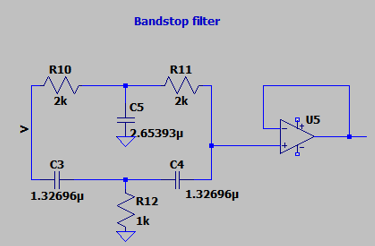 Bandstop filter
R10
R11
2k
2k
C5
2.65393µ
U5
V
C3
C4
1.32696µ
1.32696µ
R12
1k